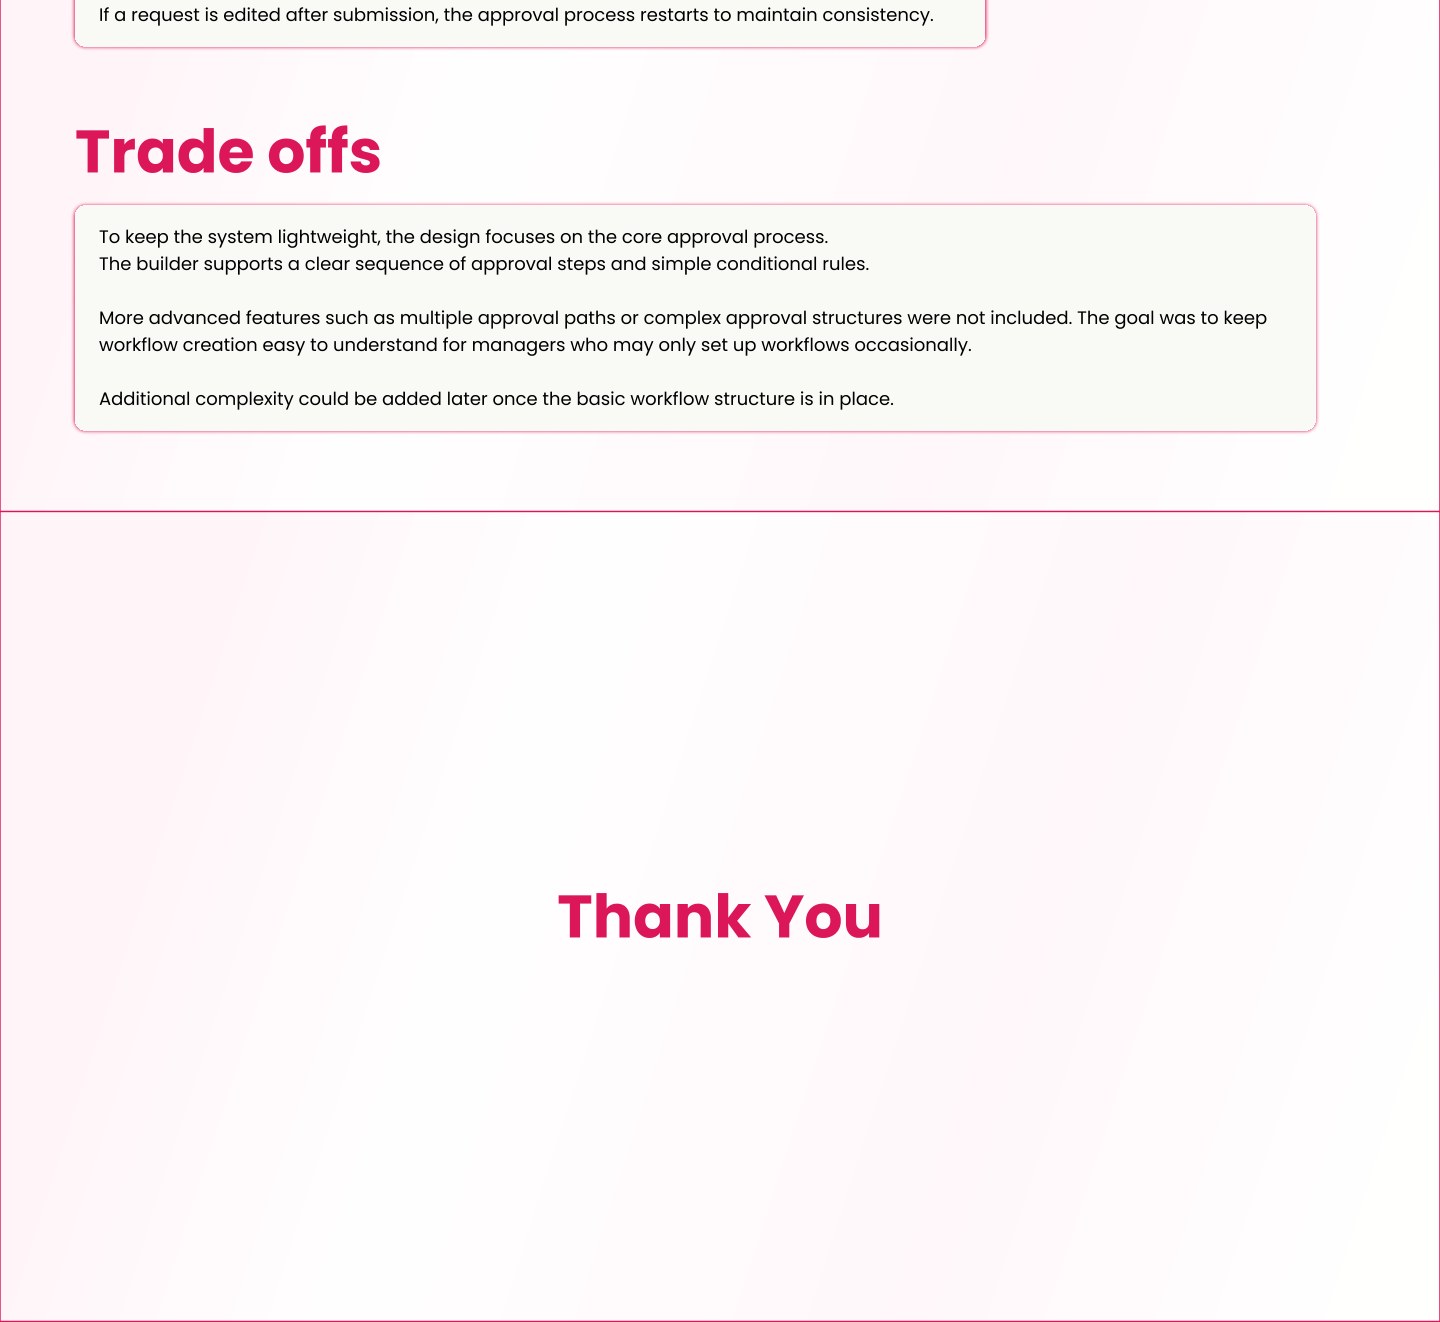 If a request is edited after submission, the approval process restarts to maintain consistency.
Trade offs
To keep the system lightweight, the design focuses on the core approval process.
The builder supports a clear sequence of approval steps and simple conditional rules.
More advanced features such as multiple approval paths or complex approval structures were not included. The goal was to keep
workflow creation easy to understand for managers who may only set up workflows occasionally.
Additional complexity could be added later once the basic workflow structure is in place.
Thank You